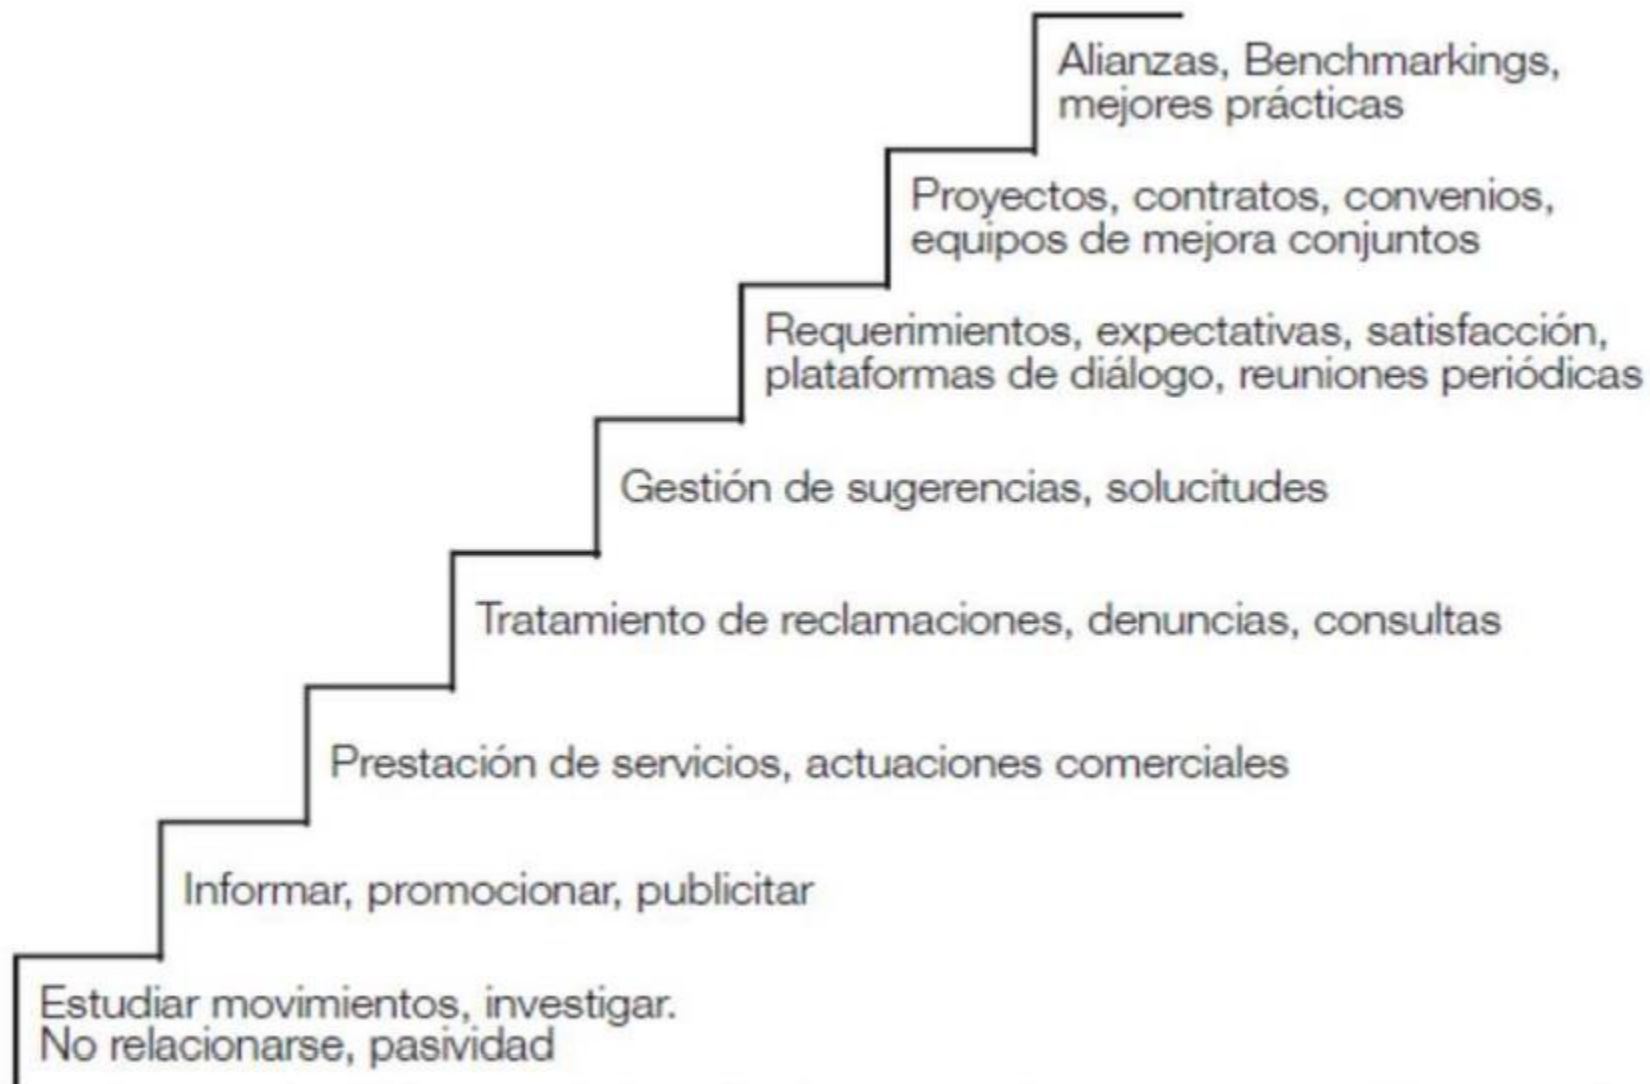 Alianzas, Benchmarkings,
mejores prácticas
Proyectos, contratos, convenios,
equipos de mejora conjuntos
Requerimientos, expectativas, satisfacción,
plataformas de diálogo, reuniones periódicas
Gestión de sugerencias, solucitudes
Tratamiento de reclamaciones, denuncias, consultas
Prestación de servicios, actuaciones comerciales
Informar, promocionar, publicitar
Estudiar movimientos, investigar.
No relacionarse, pasividad